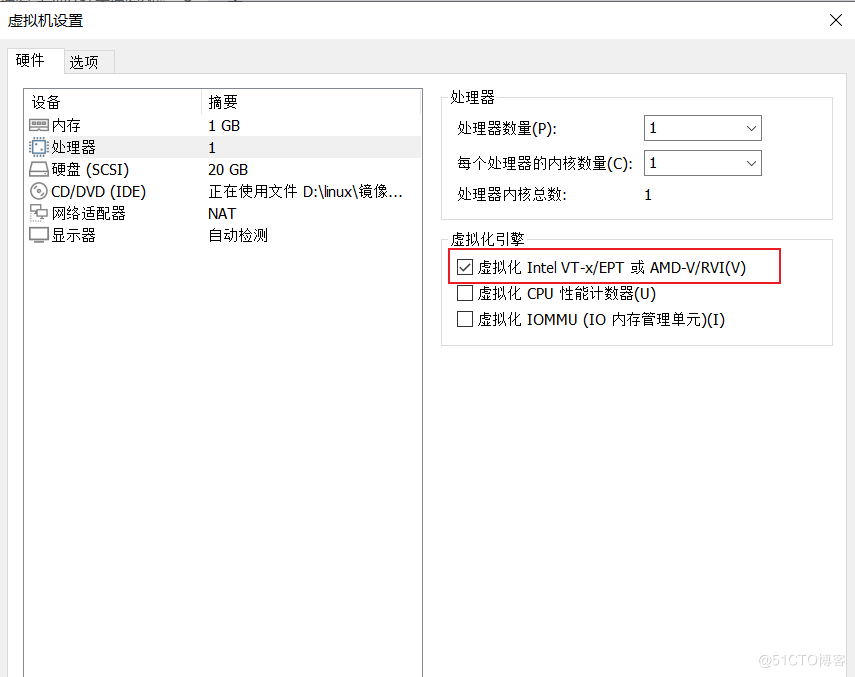 虚拟机设置
硬件 选项
设备 摘要
内存 1 GB
处理器 1
硬盘 (SCSI) 20 GB
CD/DVD (IDE) 正在使用文件 D:\linux\镜像...
网络适配器 NAT
显示器 自动检测
处理器
处理器数量(P): 1
每个处理器的内核数量(C): 1
处理器内核总数: 1
虚拟化引擎
虚拟化 Intel VT-x/EPT 或 AMD-V/RVI(V)
虚拟化 CPU 性能计数器(U)
虚拟化 IOMMU (IO 内存管理单元)(I)
@51CTO博客